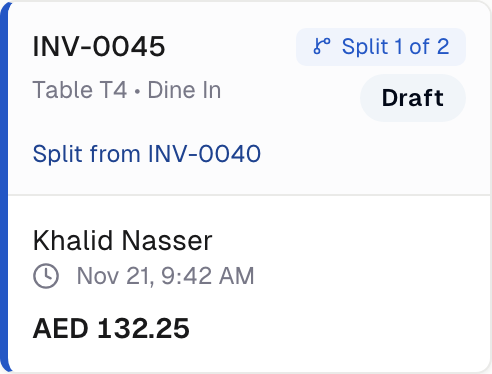 INV-0045
Split 1 of 2
Table T4 • Dine In
Draft
Split from INV-0040
Khalid Nasser
Nov 21, 9:42 AM
AED 132.25